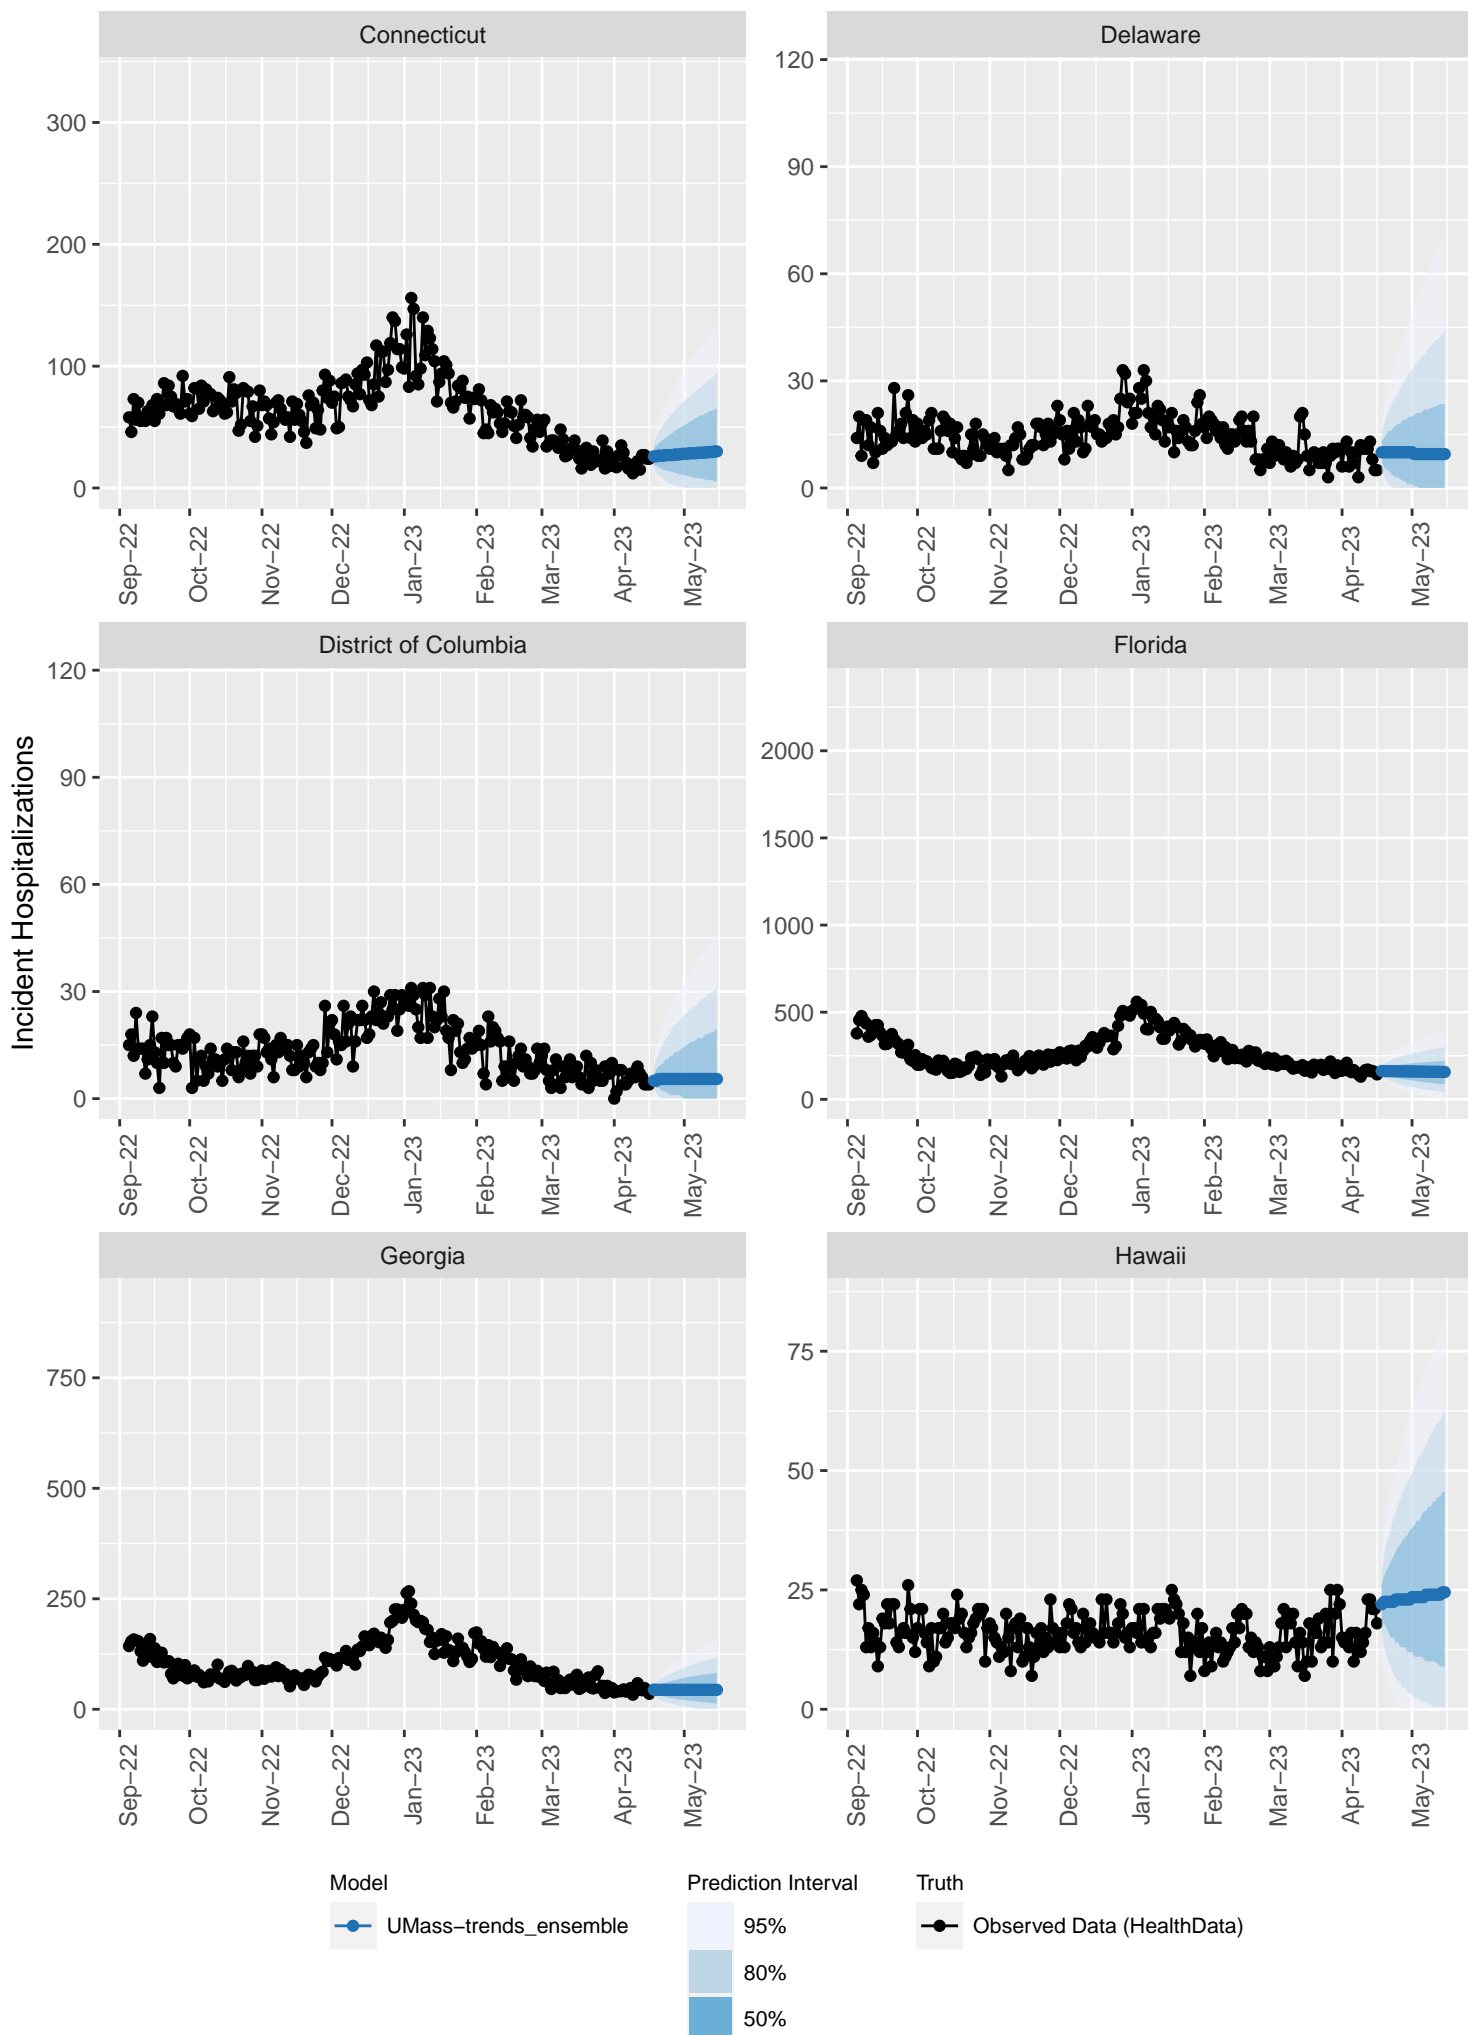 Connecticut
Delaware
300
200
100
0
120
90
60
30
0
Sep−22
Oct−22
Nov−22
Dec−22
Jan−23
Feb−23
Mar−23
Apr−23
May−23
Sep−22
Oct−22
Nov−22
Dec−22
Jan−23
Feb−23
Mar−23
Apr−23
May−23
Incident Hospitalizations
District of Columbia
Florida
120
90
60
30
0
2000
1500
1000
500
0
Sep−22
Oct−22
Nov−22
Dec−22
Jan−23
Feb−23
Mar−23
Apr−23
May−23
Sep−22
Oct−22
Nov−22
Dec−22
Jan−23
Feb−23
Mar−23
Apr−23
May−23
Georgia
Hawaii
750
500
250
0
75
50
25
0
Sep−22
Oct−22
Nov−22
Dec−22
Jan−23
Feb−23
Mar−23
Apr−23
May−23
Sep−22
Oct−22
Nov−22
Dec−22
Jan−23
Feb−23
Mar−23
Apr−23
May−23
Model
UMass−trends_ensemble
Prediction Interval
95%
80%
50%
Truth
Observed Data (HealthData)